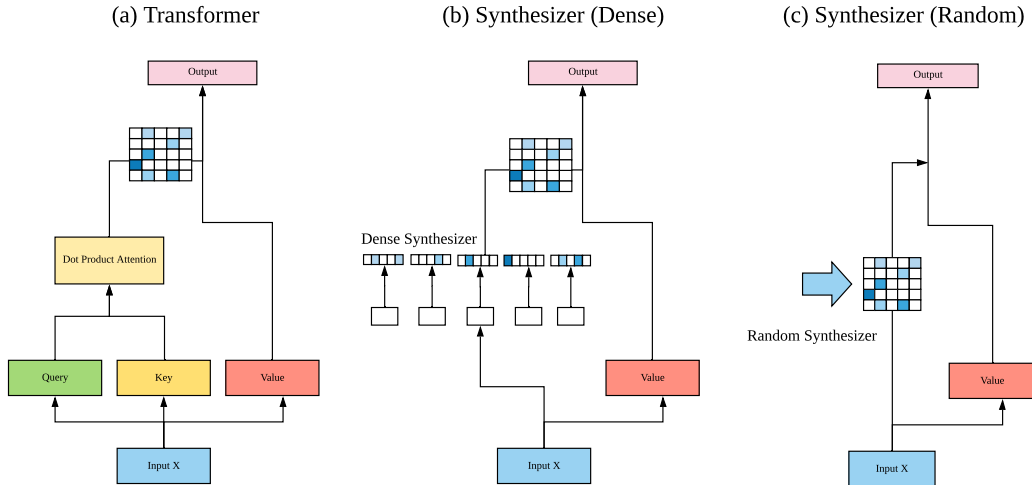 (a) Transformer
Output
Dot Product Attention
Query
Key
Value
Input X
(b) Synthesizer (Dense)
Output
Dense Synthesizer
Value
Input X
(c) Synthesizer (Random)
Output
Random Synthesizer
Value
Input X